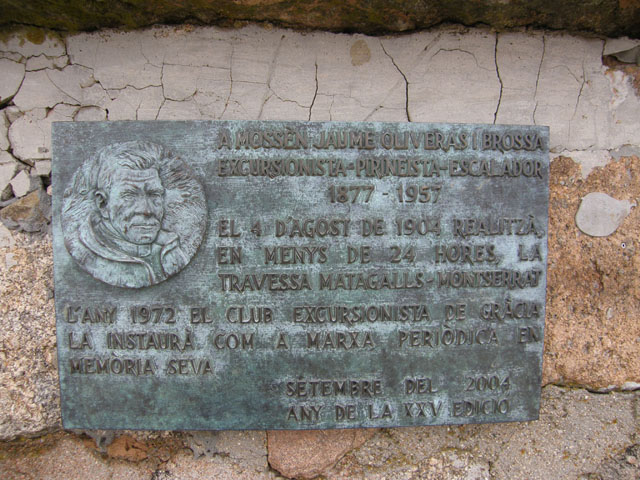 A MOSSÈN JAUME OLIVERAS I BROSSA
EXCURSIONISTA-PIRINEISTA-ESCALADOR
1877 - 1957
EL 4 D'AGOST DE 1904 REALITZÀ,
EN MENYS DE 24 HORES, LA
TRAVESSA MATAGALLS-MONTSERRAT
L'ANY 1972 EL CLUB EXCURSIONISTA DE GRÀCIA
LA INSTAURÀ COM A MARXA PERIÒDICA EN
MEMÒRIA SEVA
SETEMBRE DEL 2004
ANY DE LA XXV EDICIÓ